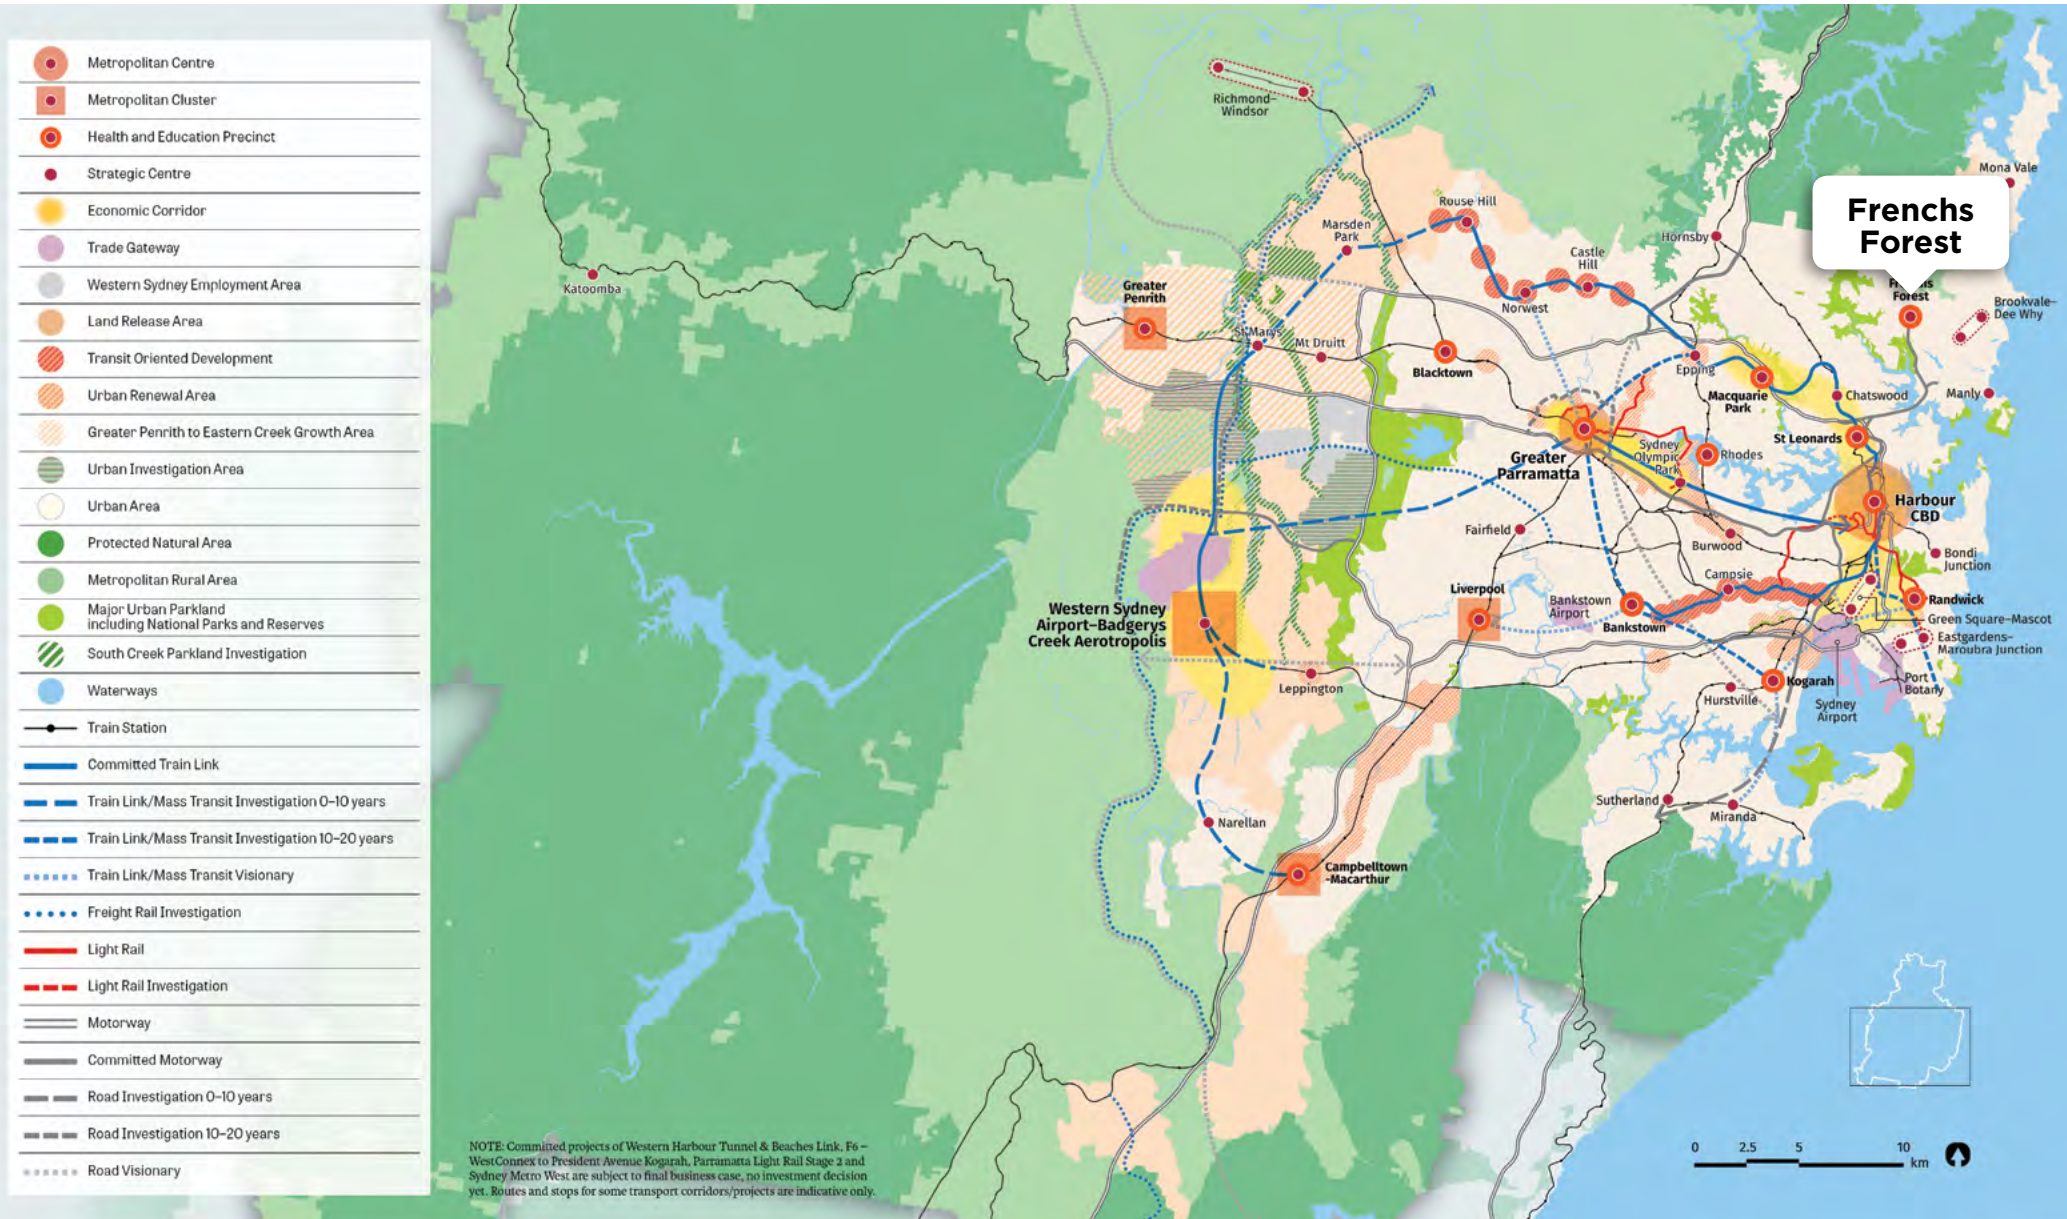 Metropolitan Centre
Metropolitan Cluster
Health and Education Precinct
Strategic Centre
Economic Corridor
Trade Gateway
Western Sydney Employment Area
Land Release Area
Transit Oriented Development
Urban Renewal Area
Greater Penrith to Eastern Creek Growth Area
Urban Investigation Area
Urban Area
Protected Natural Area
Metropolitan Rural Area
Major Urban Parkland
including National Parks and Reserves
South Creek Parkland Investigation
Waterways
Train Station
Committed Train Link
Train Link/Mass Transit Investigation 0–10 years
Train Link/Mass Transit Investigation 10–20 years
Train Link/Mass Transit Visionary
Freight Rail Investigation
Light Rail
Light Rail Investigation
Motorway
Committed Motorway
Road Investigation 0–10 years
Road Investigation 10–20 years
Road Visionary
Richmond–
Windsor
Mona Vale
Frenchs
Forest
Rouse Hill
Marsden
Park
Hornsby
Castle
Hill
Katoomba
Greater
Penrith
Norwest
Forest
Brookvale–
Dee Why
St Marys
Mt Druitt
Blacktown
Epping
Macquarie
Park
Chatswood
Manly
St Leonards
Sydney
Olympic
Park
Rhodes
Greater
Parramatta
Harbour
CBD
Fairfield
Burwood
Bondi
Junction
Campsie
Liverpool
Bankstown
Airport
Bankstown
Randwick
Green Square–Mascot
Eastgardens–
Maroubra Junction
Western Sydney
Airport–Badgerys
Creek Aerotropolis
Leppington
Kogarah
Hurstville
Port
Botany
Sydney
Airport
Sutherland
Miranda
Narellan
Campbelltown
-Macarthur
NOTE: Committed projects of Western Harbour Tunnel & Beaches Link, F6 –
WestConnex to President Avenue Kogarah, Parramatta Light Rail Stage 2 and
Sydney Metro West are subject to final business case, no investment decision
yet. Routes and stops for some transport corridors/projects are indicative only.
0 2.5 5 10
km